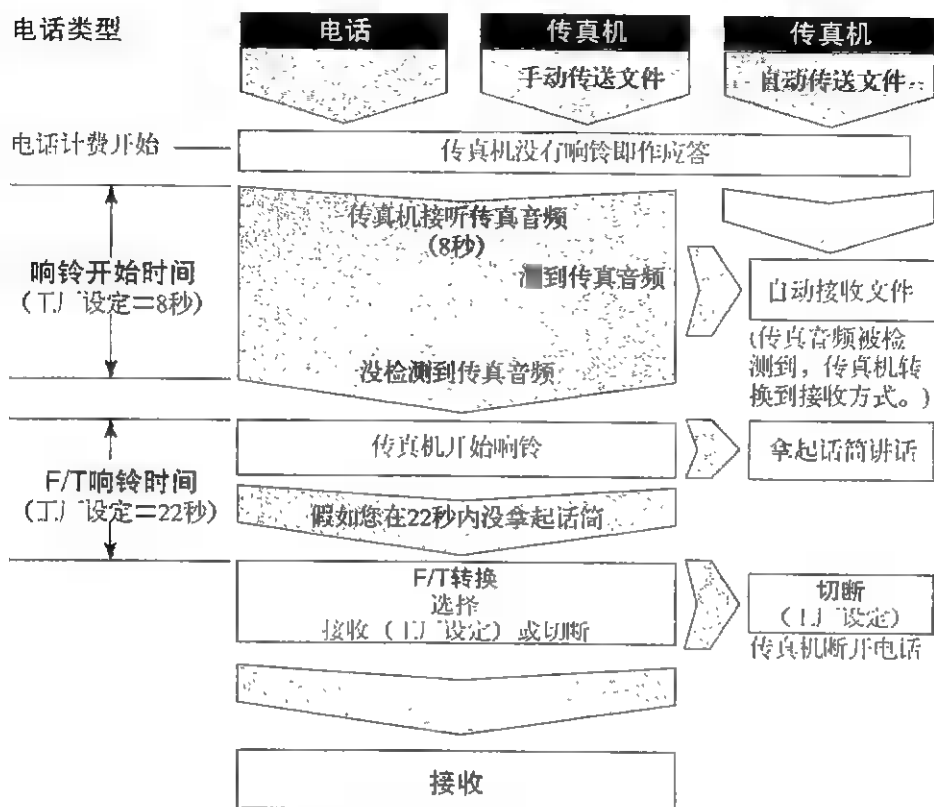 电话类型
电话
传真机
传真机
手动传送文件
自动传送文件
电话计费开始
传真机没有响铃即作应答
传真机接听传真音频
(8秒)
响铃开始时间
(工厂设定=8秒)
到传真音频
自动接收文件
(传真音频被检
测到,传真机转
换到接收方式。)
没检测到传真音频
传真机开始响铃
拿起话筒讲话
F/T响铃时间
(工厂设定=22秒)
假如您在22秒内没拿起话筒
F/T转换
选择
接收(工厂设定)或切断
切断
(工厂设定)
传真机断开电话
接收